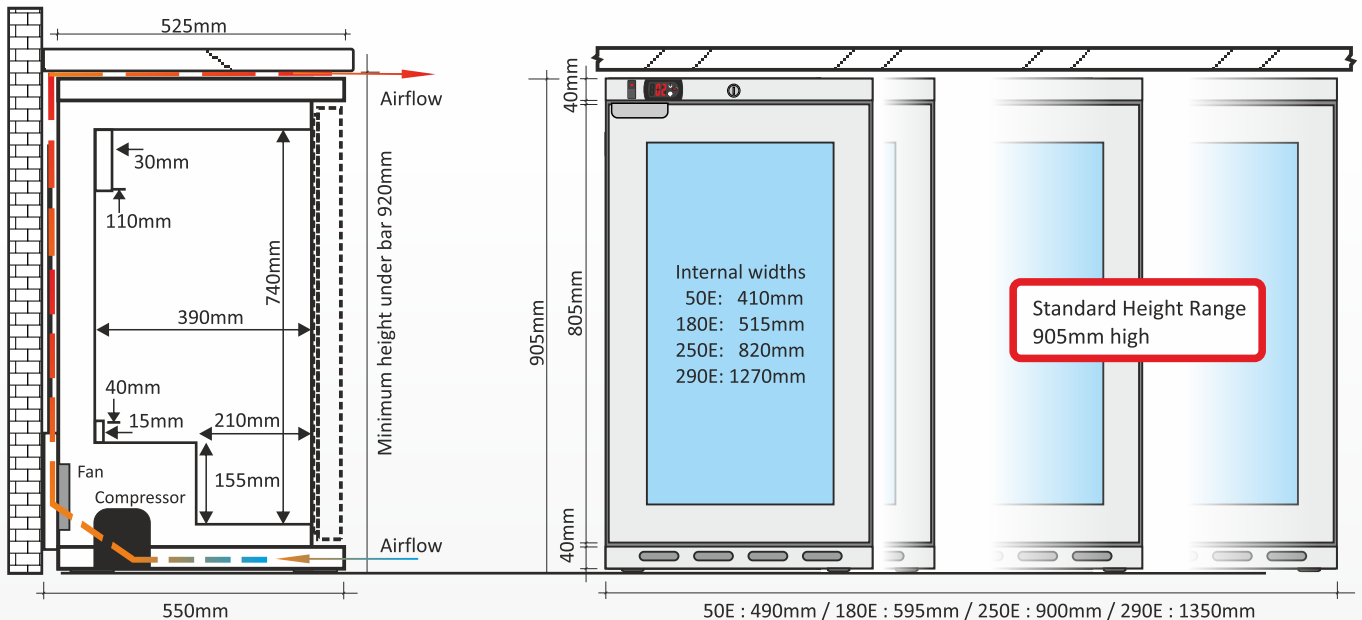 525mm
Airflow
30mm
110mm
740mm
390mm
40mm
15mm
210mm
155mm
Fan
Compressor
Airflow
Minimum height under bar 920mm
550mm
40mm
905mm
805mm
40mm
Internal widths
50E: 410mm
180E: 515mm
250E: 820mm
290E: 1270mm
Standard Height Range
905mm high
50E : 490mm / 180E : 595mm / 250E : 900mm / 290E : 1350mm